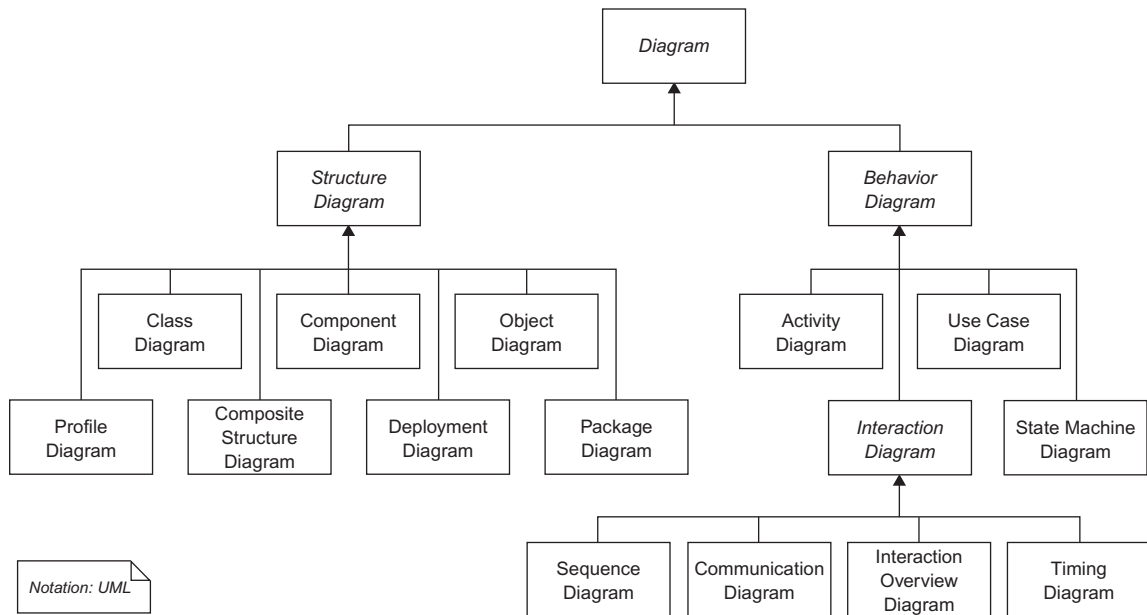 Diagram
Structure
Diagram
Behavior
Diagram
Class
Diagram
Component
Diagram
Object
Diagram
Activity
Diagram
Use Case
Diagram
Profile
Diagram
Composite
Structure
Diagram
Deployment
Diagram
Package
Diagram
Interaction
Diagram
State Machine
Diagram
Sequence
Diagram
Communication
Diagram
Interaction
Overview
Diagram
Timing
Diagram
Notation: UML